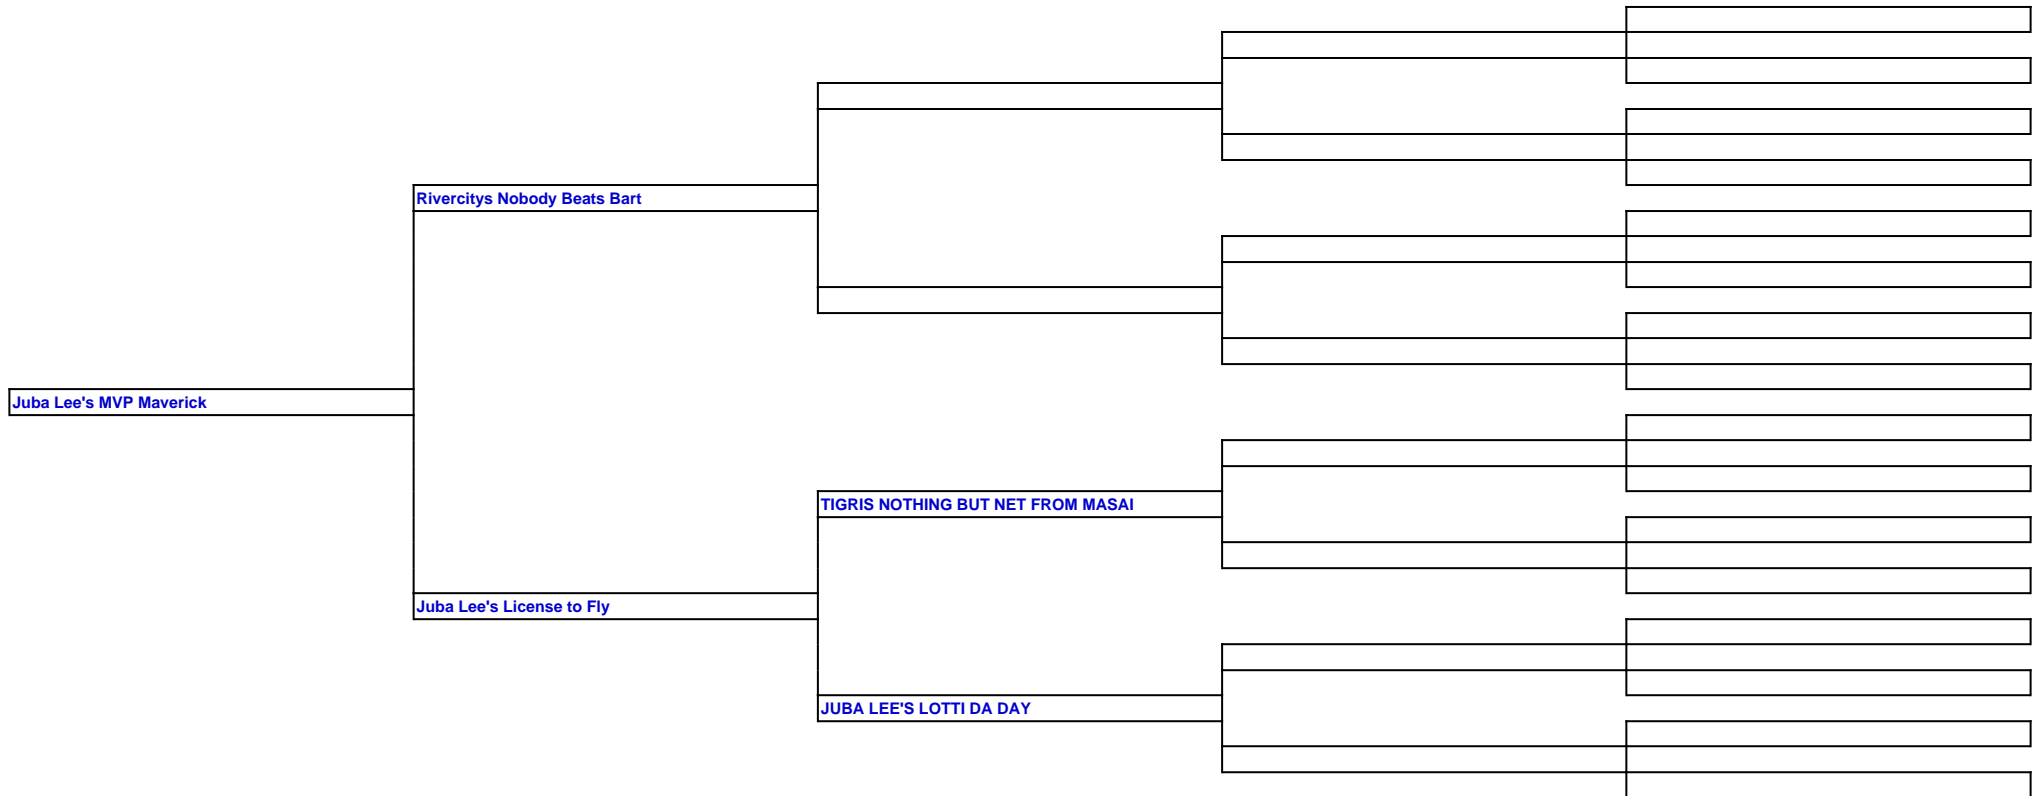 Rivercitys Nobody Beats Bart
Juba Lee's MVP Maverick
TIGRIS NOTHING BUT NET FROM MASAI
Juba Lee's License to Fly
JUBA LEE'S LOTTI DA DAY